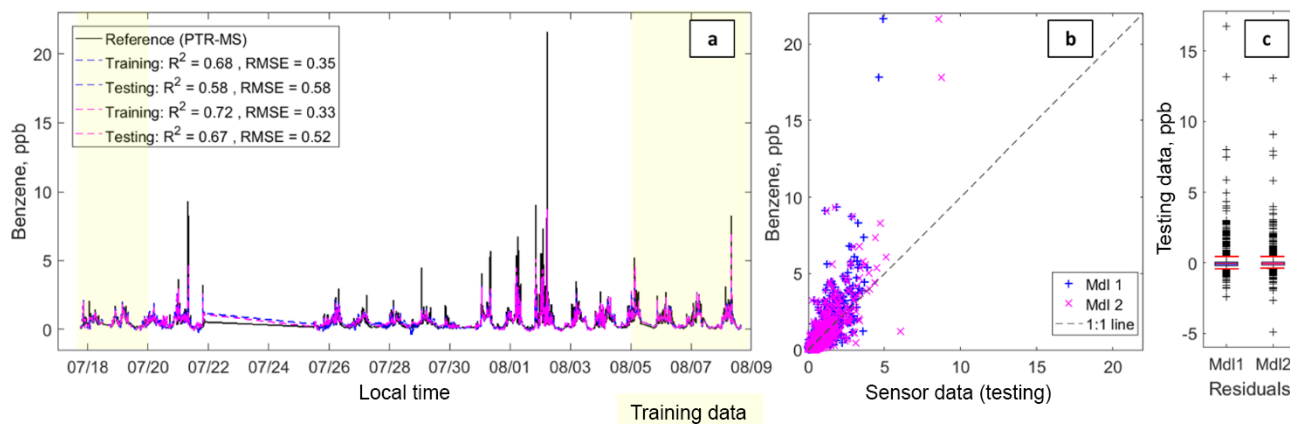 a
Reference (PTR-MS)
Training: R² = 0.68 , RMSE = 0.35
Testing: R² = 0.58 , RMSE = 0.58
Training: R² = 0.72 , RMSE = 0.33
Testing: R² = 0.67 , RMSE = 0.52
Benzene, ppb
20
15
10
5
0
07/18 07/20 07/22 07/24 07/26 07/28 07/30 08/01 08/03 08/05 08/07 08/09
Local time
Training data
b
Benzene, ppb
20
15
10
5
0
Mdl 1
Mdl 2
1:1 line
0 5 10 15 20
Sensor data (testing)
c
Testing data, ppb
15
10
5
0
-5
Mdl1 Mdl2
Residuals